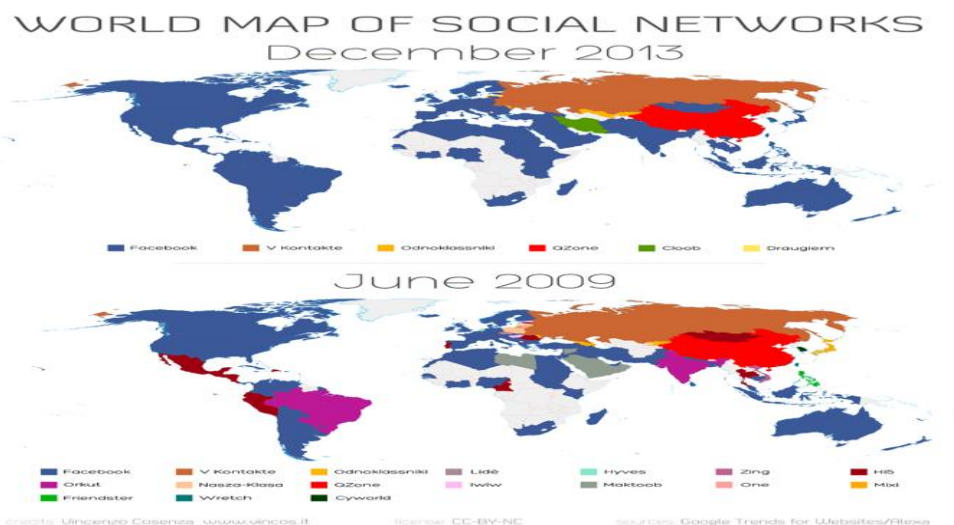 WORLD MAP OF SOCIAL NETWORKS
December 2013
Facebook V Kontakte Odnoklassniki QZone Cloob Draugiem
June 2009
Facebook V Kontakte Odnoklassniki Lidé Hyves Zing Hi5
Orkut Nasza-Klasa QZone Iwiw Maktoob One Mixi
Friendster Wretch Cyworld
credits: Vincenzo Cosenza www.vincos.it license: CC-BY-NC sources: Google Trends for Websites/Alexa